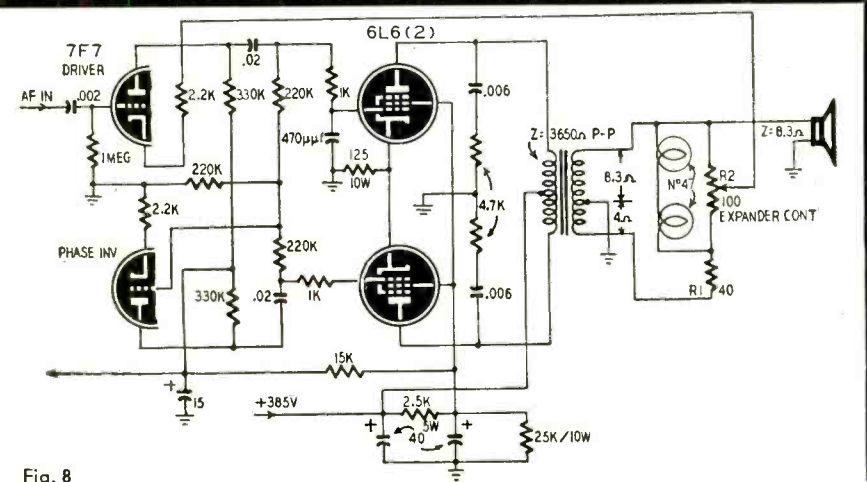 6L6(2)
7F7
DRIVER
AF IN
.002
.02
2.2K
330K
220K
1K
.006
1MEG
470µµf
125
10W
220K
2.2K
4.7K
PHASE INV
220K
330K
.02
1K
.006
Z= 3650Ω P-P
8.3Ω
4Ω
Nº47
R2
100
EXPANDER CONT
R1
40
Z=8.3Ω
15K
+
15
+385V
2.5K
5W
+
+
40
25K/10W
Fig. 8